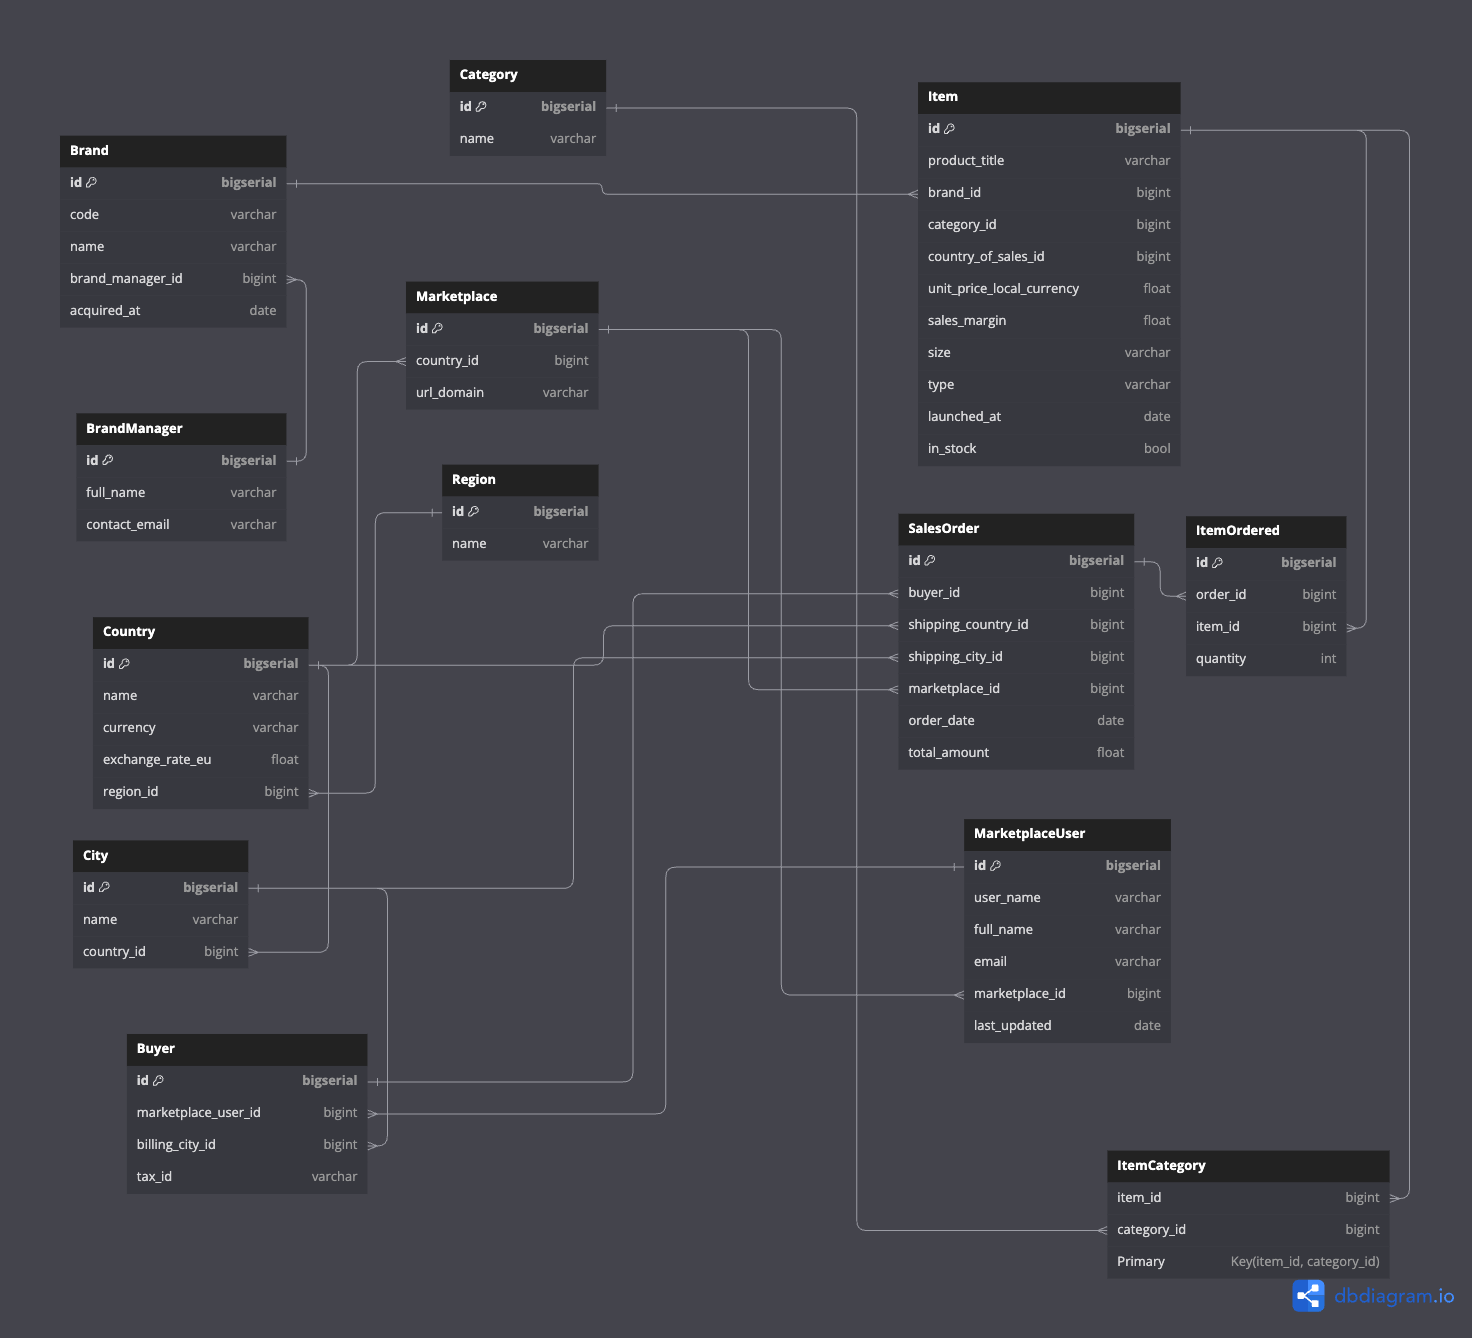 Category
id bigserial
name varchar
Item
id bigserial
product_title varchar
brand_id bigint
category_id bigint
country_of_sales_id bigint
unit_price_local_currency float
sales_margin float
size varchar
type varchar
launched_at date
in_stock bool
Brand
id bigserial
code varchar
name varchar
brand_manager_id bigint
acquired_at date
Marketplace
id bigserial
country_id bigint
url_domain varchar
BrandManager
id bigserial
full_name varchar
contact_email varchar
Region
id bigserial
name varchar
SalesOrder
id bigserial
buyer_id bigint
shipping_country_id bigint
shipping_city_id bigint
marketplace_id bigint
order_date date
total_amount float
ItemOrdered
id bigserial
order_id bigint
item_id bigint
quantity int
Country
id bigserial
name varchar
currency varchar
exchange_rate_eu float
region_id bigint
City
id bigserial
name varchar
country_id bigint
MarketplaceUser
id bigserial
user_name varchar
full_name varchar
email varchar
marketplace_id bigint
last_updated date
Buyer
id bigserial
marketplace_user_id bigint
billing_city_id bigint
tax_id varchar
ItemCategory
item_id bigint
category_id bigint
Primary Key(item_id, category_id)
dbdiagram.io